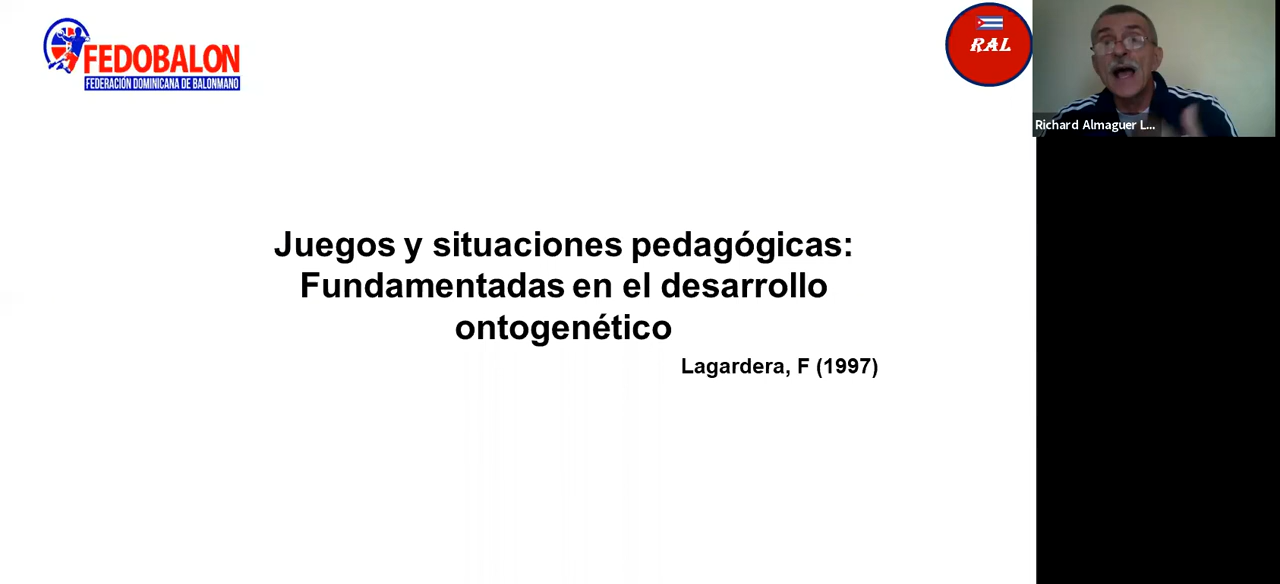 FEDOBALON
FEDERACIÓN DOMINICANA DE BALONMANO
RAL
Richard Almaguer L...
Juegos y situaciones pedagógicas:
Fundamentadas en el desarrollo
ontogenético
Lagardera, F (1997)